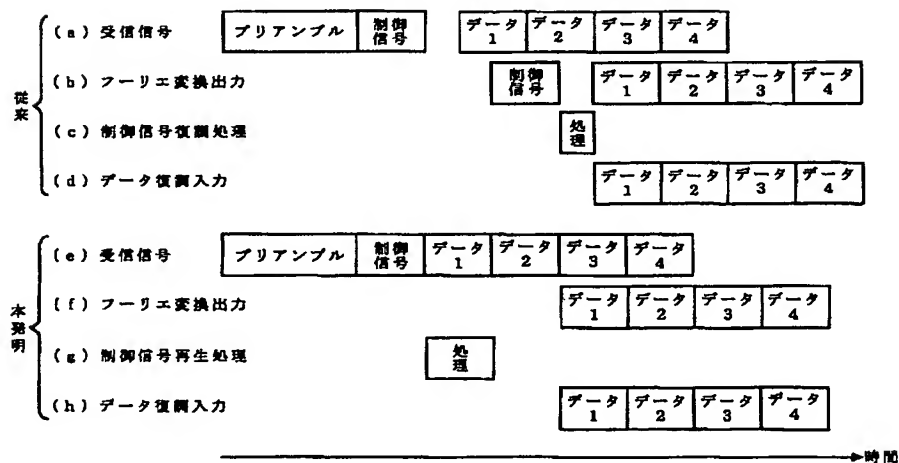 従来
(a) 受信信号
プリアンブル
制御
信号
データ
1
データ
2
データ
3
データ
4
(b) フーリエ変換出力
制御
信号
データ
1
データ
2
データ
3
データ
4
(c) 制御信号復調処理
処
理
(d) データ復調入力
データ
1
データ
2
データ
3
データ
4
本発明
(e) 受信信号
プリアンブル
制御
信号
データ
1
データ
2
データ
3
データ
4
(f) フーリエ変換出力
データ
1
データ
2
データ
3
データ
4
(g) 制御信号再生処理
処
理
(h) データ復調入力
データ
1
データ
2
データ
3
データ
4
時間